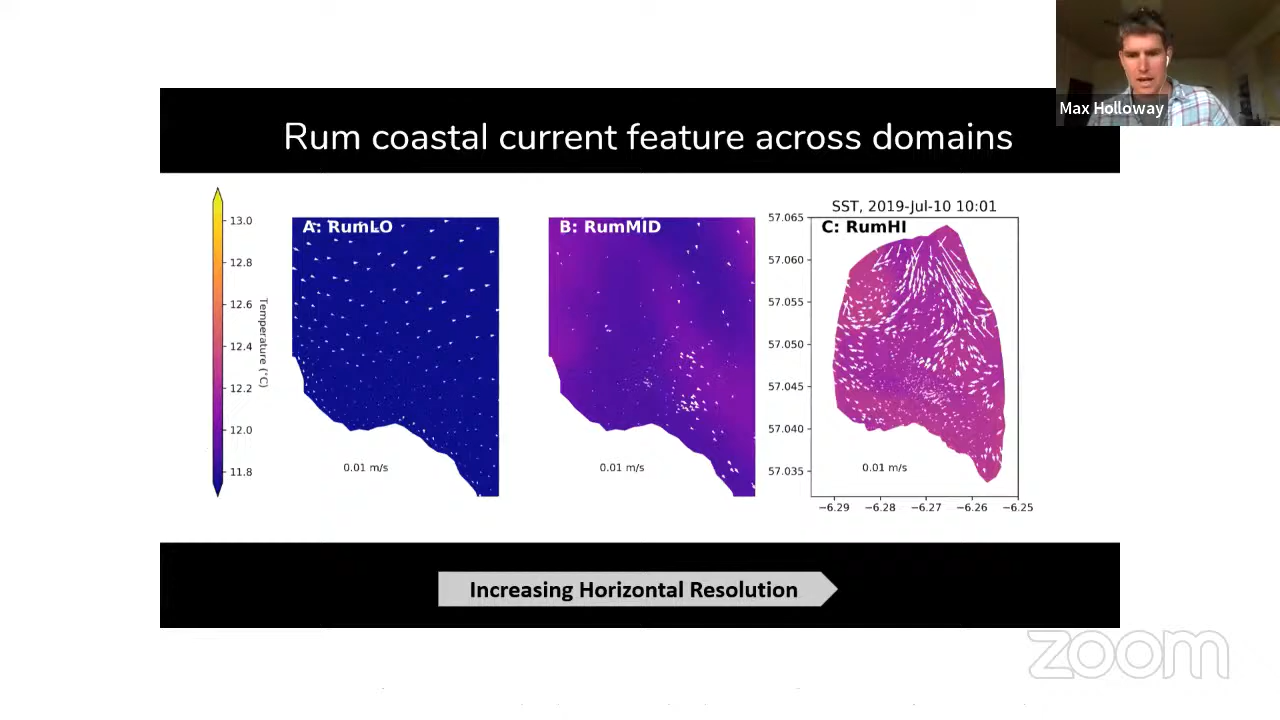 Max Holloway
Rum coastal current feature across domains
13.0
12.8
12.6
12.4
12.2
12.0
11.8
Temperature (°C)
A: RumLO
0.01 m/s
B: RumMID
0.01 m/s
SST, 2019-Jul-10 10:01
C: RumHI
57.065
57.060
57.055
57.050
57.045
57.040
57.035
0.01 m/s
−6.29 −6.28 −6.27 −6.26 −6.25
Increasing Horizontal Resolution
zoom